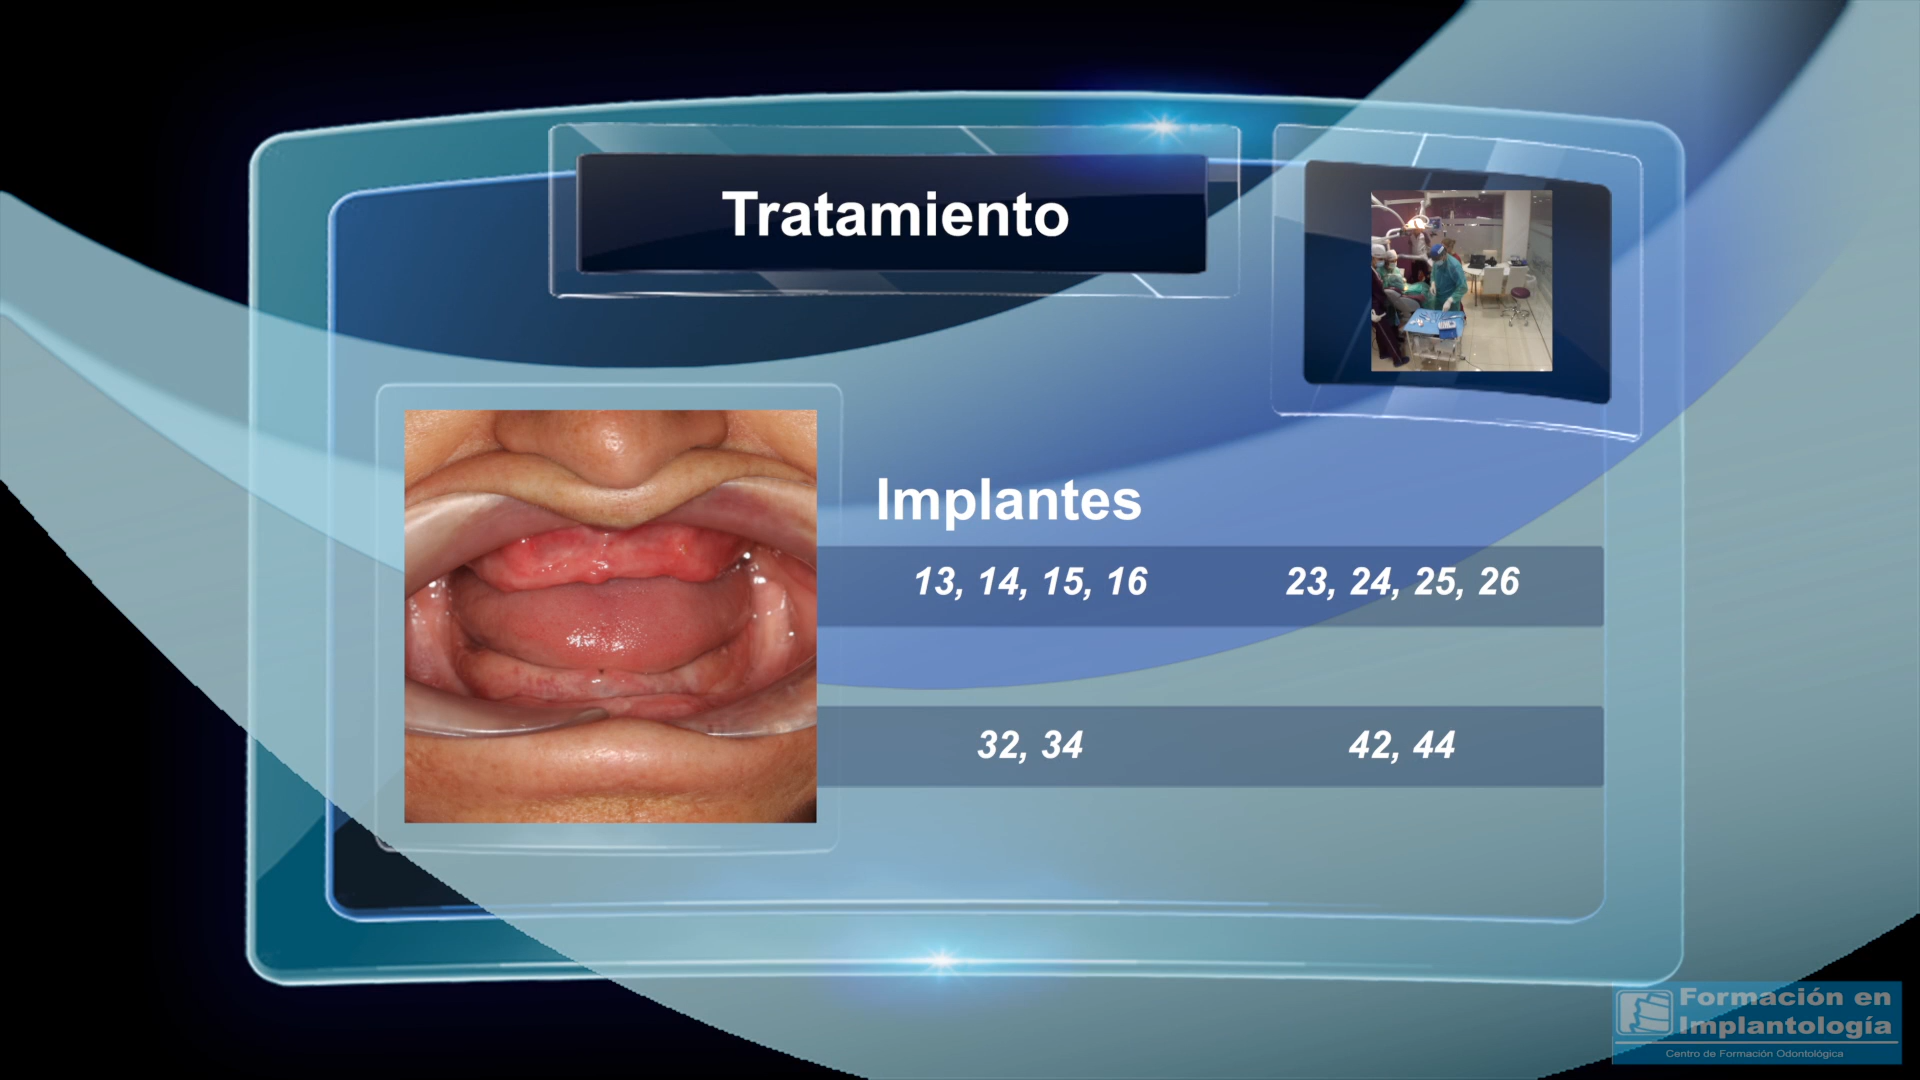 Tratamiento
Implantes
13, 14, 15, 16
23, 24, 25, 26
32, 34
42, 44
Formación en
Implantología
Centro de Formación Odontológica